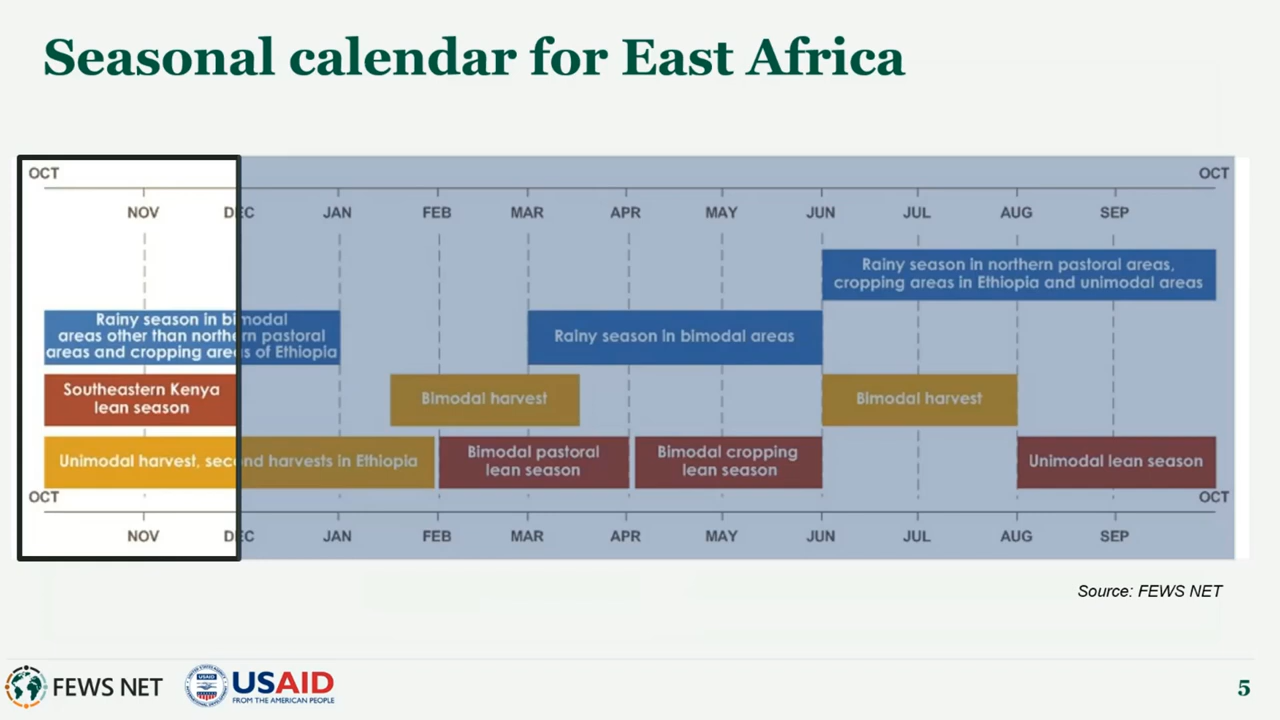 Seasonal calendar for East Africa
OCT
OCT
NOV
DEC
JAN
FEB
MAR
APR
MAY
JUN
JUL
AUG
SEP
Rainy season in northern pastoral areas,
cropping areas in Ethiopia and unimodal areas
Rainy season in bimodal
areas other than northern pastoral
areas and cropping areas of Ethiopia
Rainy season in bimodal areas
Southeastern Kenya
lean season
Bimodal harvest
Bimodal harvest
Unimodal harvest, second harvests in Ethiopia
Bimodal pastoral
lean season
Bimodal cropping
lean season
Unimodal lean season
OCT
OCT
NOV
DEC
JAN
FEB
MAR
APR
MAY
JUN
JUL
AUG
SEP
Source: FEWS NET
FEWS NET
USAID
FROM THE AMERICAN PEOPLE
5